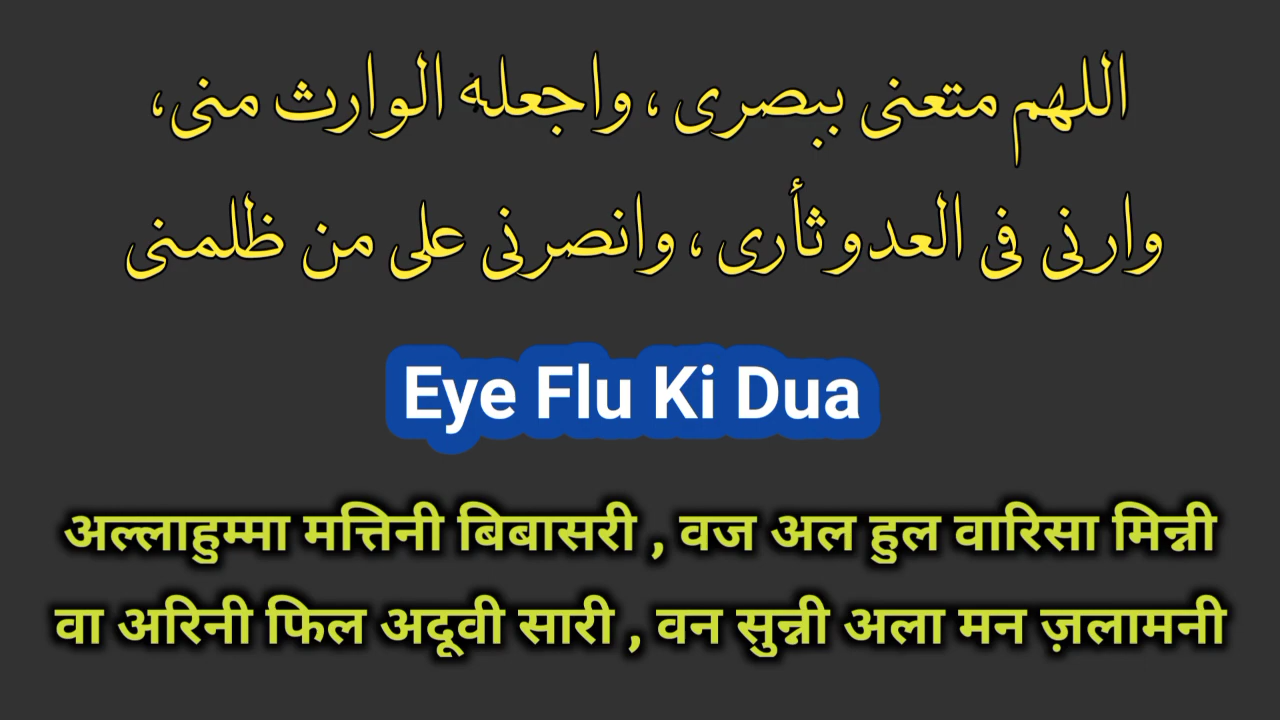 اللهم متعنى ببصرى ، واجعله الوارث منى،
وارنى فى العدو ثأرى ، وانصرنى على من ظلمنى
Eye Flu Ki Dua
अल्लाहुम्मा मत्तिनी बिबासरी , वज अल हुल वारिसा मिन्नी
वा अरिनी फिल अदूवी सारी , वन सुन्नी अला मन ज़लामनी